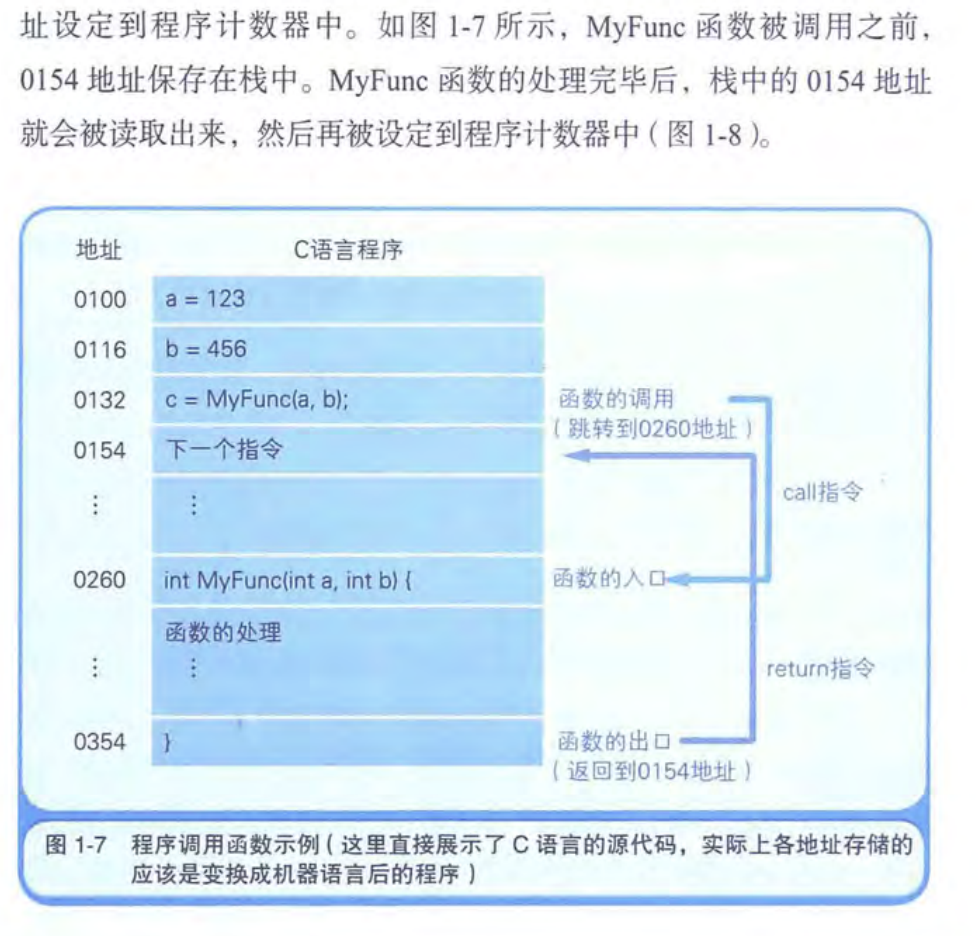 址设定到程序计数器中。如图 1-7 所示，MyFunc 函数被调用之前，
0154 地址保存在栈中。MyFunc 函数的处理完毕后，栈中的 0154 地址
就会被读取出来，然后再被设定到程序计数器中（图 1-8）。
地址 C语言程序
0100 a = 123
0116 b = 456
0132 c = MyFunc(a, b); 函数的调用
（跳转到0260地址）
0154 下一个指令
call指令
⋮ ⋮
0260 int MyFunc(int a, int b) { 函数的入口
函数的处理
⋮ ⋮
return指令
0354 } 函数的出口
（返回到0154地址）
图 1-7 程序调用函数示例（这里直接展示了 C 语言的源代码，实际上各地址存储的
应该是变换成机器语言后的程序）